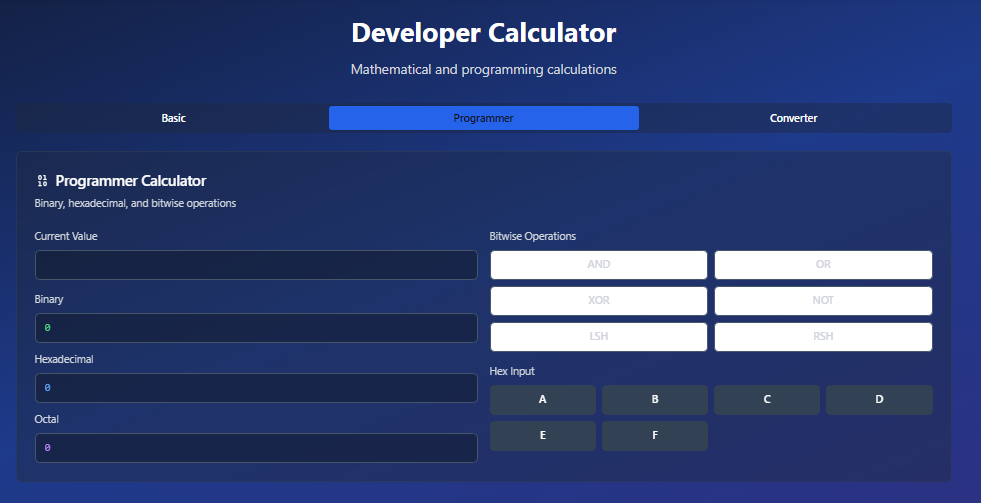 Developer Calculator
Mathematical and programming calculations
Basic Programmer Converter
01
10
Programmer Calculator
Binary, hexadecimal, and bitwise operations
Current Value
Binary
0
Hexadecimal
0
Octal
0
Bitwise Operations
AND OR
XOR NOT
LSH RSH
Hex Input
A B C D
E F